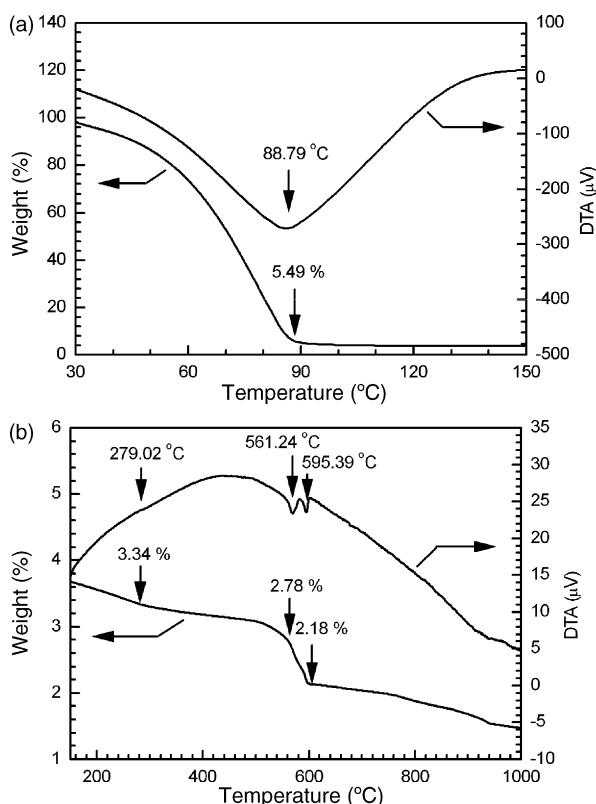 (a)
140
120
100
80
60
40
20
0
Weight (%)
100
0
-100
-200
-300
-400
-500
DTA (μV)
88.79 °C
5.49 %
30 60 90 120 150
Temperature (ºC)
(b)
6
5
4
3
2
1
Weight (%)
35
30
25
20
15
10
5
0
-5
-10
DTA (μV)
561.24 °C
279.02 °C
595.39 °C
3.34 %
2.78 %
2.18 %
200 400 600 800 1000
Temperature (ºC)